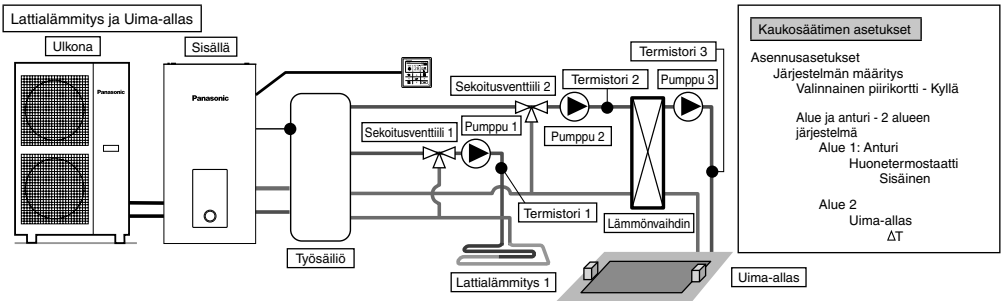 Lattialämmitys ja Uima-allas
Ulkona
Sisällä
Panasonic
Panasonic
Sekoitusventtiili 2
Termistori 2
Termistori 3
Pumppu 3
Sekoitusventtiili 1
Pumppu 1
Pumppu 2
Termistori 1
Lämmönvaihdin
Työsäiliö
Lattialämmitys 1
Uima-allas
Kaukosäätimen asetukset
Asennusasetukset
Järjestelmän määritys
Valinnainen piirikortti - Kyllä
Alue ja anturi - 2 alueen
järjestelmä
Alue 1: Anturi
Huonetermostaatti
Sisäinen
Alue 2
Uima-allas
ΔT